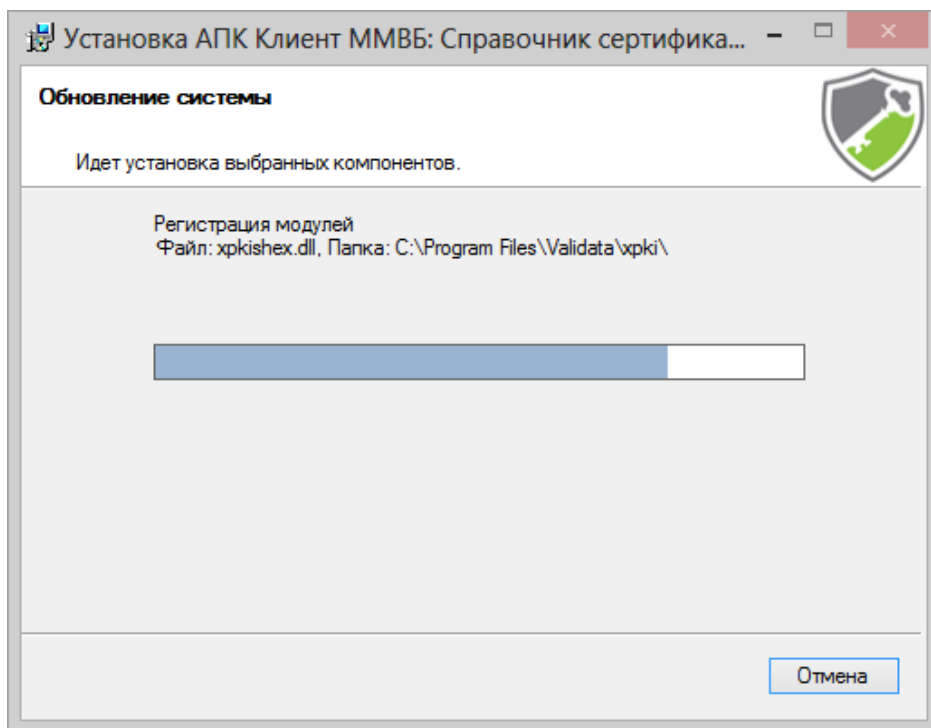 Установка АПК Клиент ММВБ: Справочник сертифика...
Обновление системы
Идет установка выбранных компонентов.
Регистрация модулей
Файл: xpkishex.dll, Папка: C:\Program Files\Validata\xpki\
Отмена